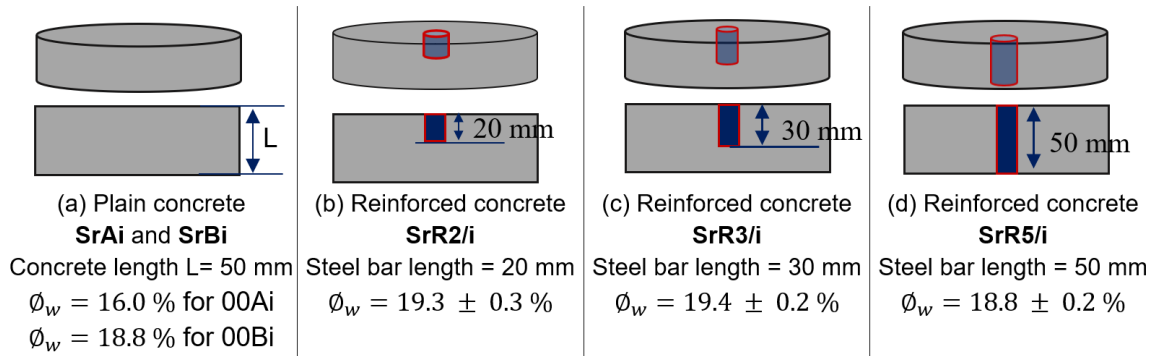 L
(a) Plain concrete
SrAi and SrBi
Concrete length L= 50 mm
∅w = 16.0 % for 00Ai
∅w = 18.8 % for 00Bi
20 mm
(b) Reinforced concrete
SrR2/i
Steel bar length = 20 mm
∅w = 19.3 ± 0.3 %
30 mm
(c) Reinforced concrete
SrR3/i
Steel bar length = 30 mm
∅w = 19.4 ± 0.2 %
50 mm
(d) Reinforced concrete
SrR5/i
Steel bar length = 50 mm
∅w = 18.8 ± 0.2 %